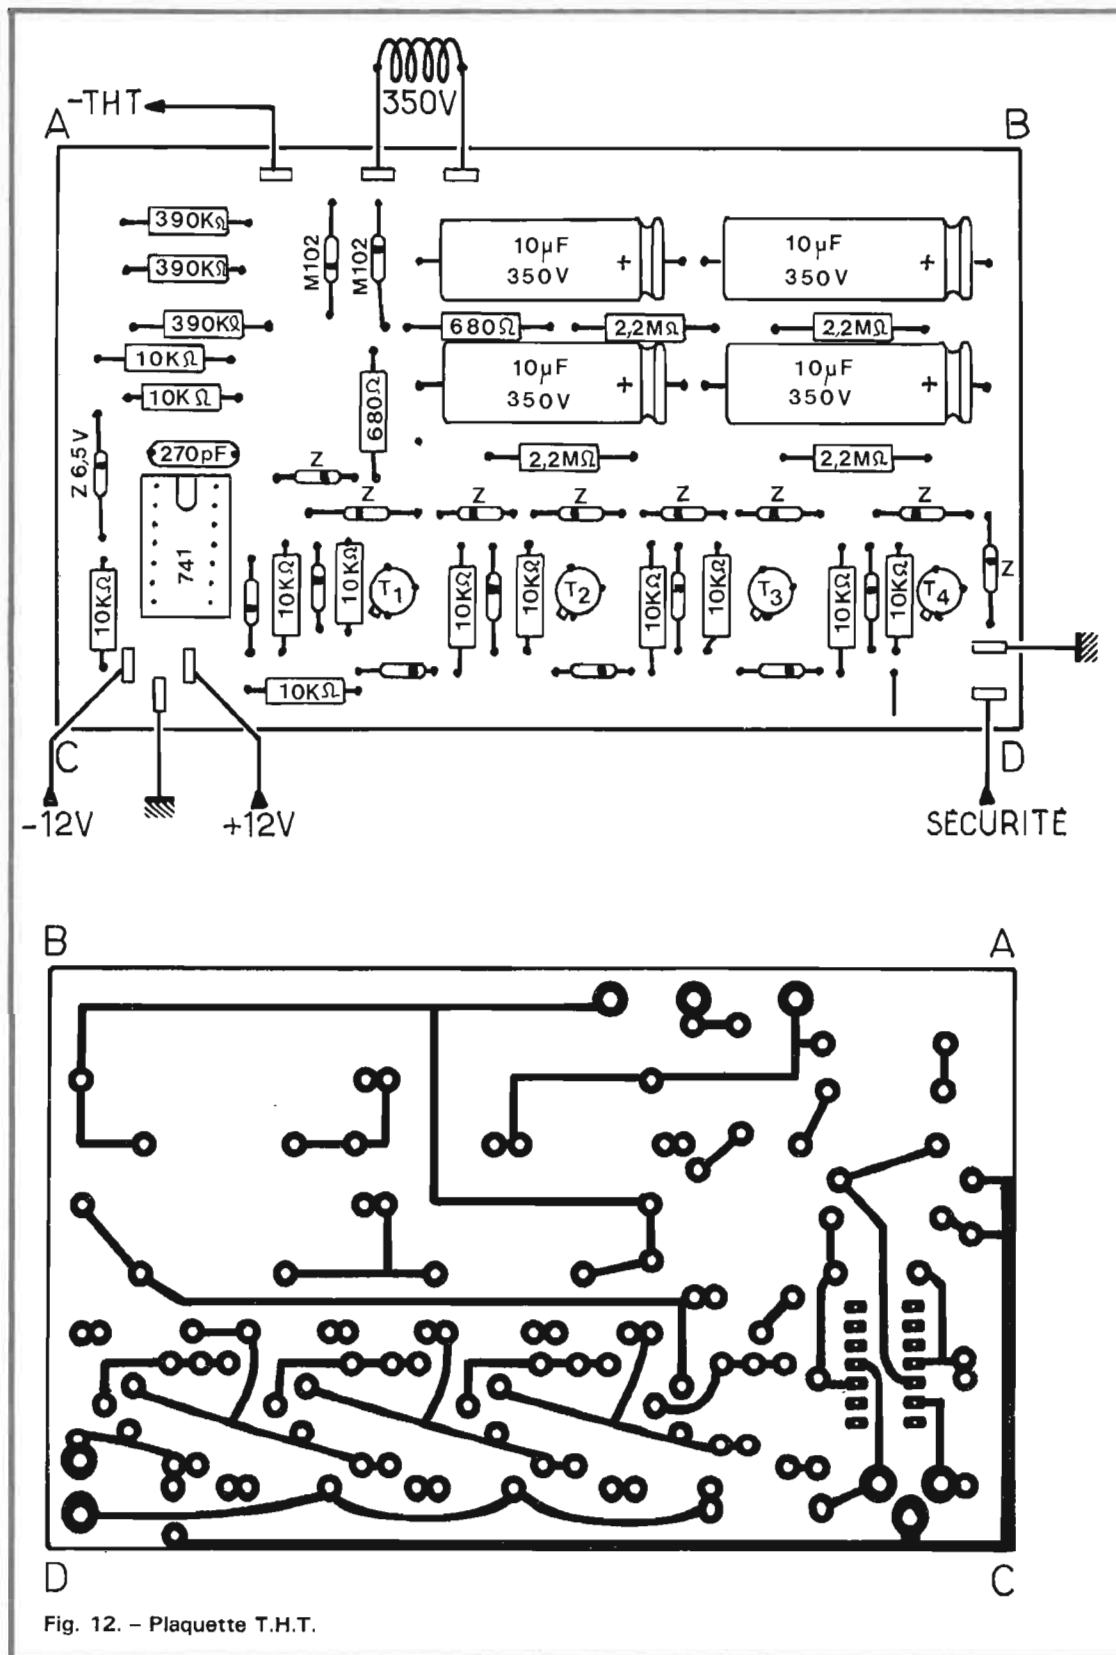 -THT
350V
A
B
390KΩ
390KΩ
390KΩ
10KΩ
10KΩ
M102
M102
10µF
350V
+
10µF
350V
+
680Ω
2,2MΩ
2,2MΩ
10µF
350V
+
10µF
350V
+
680Ω
Z 6,5V
270pF
Z
2,2MΩ
2,2MΩ
Z
Z
Z
Z
Z
Z
Z
10KΩ
741
10KΩ
10KΩ
T1
10KΩ
10KΩ
T2
10KΩ
10KΩ
T3
10KΩ
10KΩ
T4
10KΩ
C
D
-12V
+12V
SÉCURITÉ
B
A
D
C
Fig. 12. – Plaquette T.H.T.